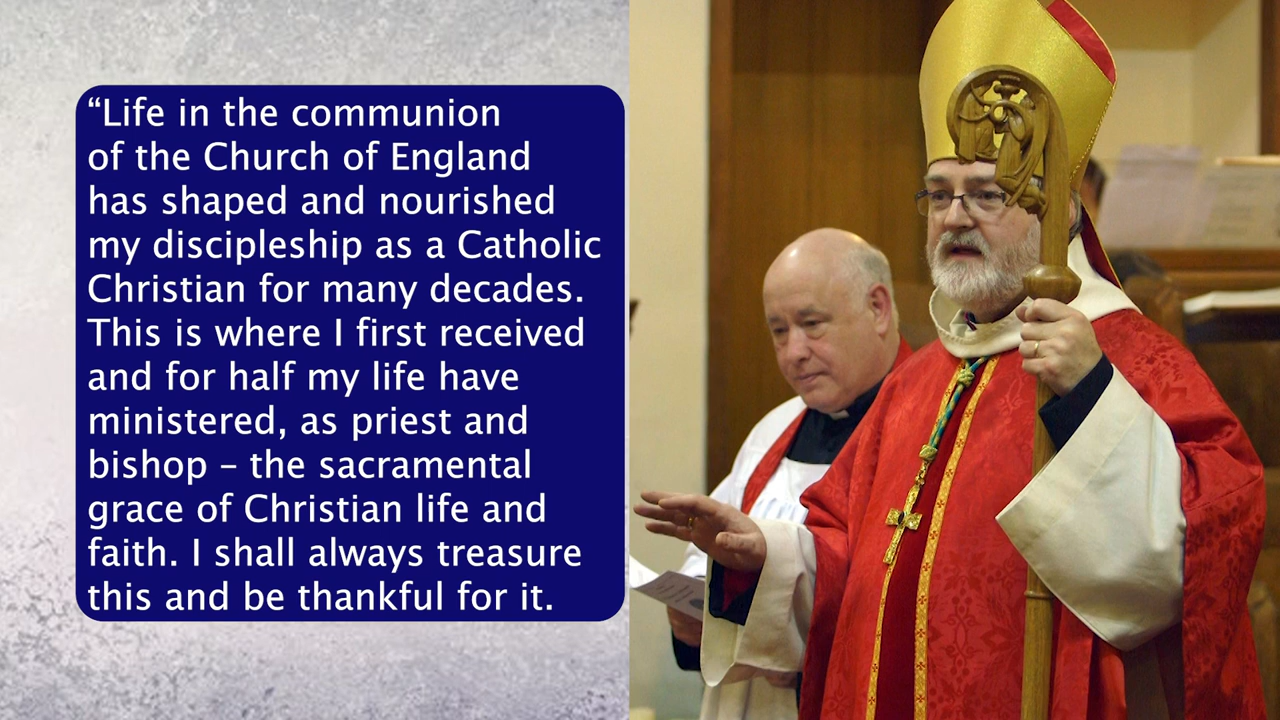 “Life in the communion
of the Church of England
has shaped and nourished
my discipleship as a Catholic
Christian for many decades.
This is where I first received
and for half my life have
ministered, as priest and
bishop – the sacramental
grace of Christian life and
faith. I shall always treasure
this and be thankful for it.